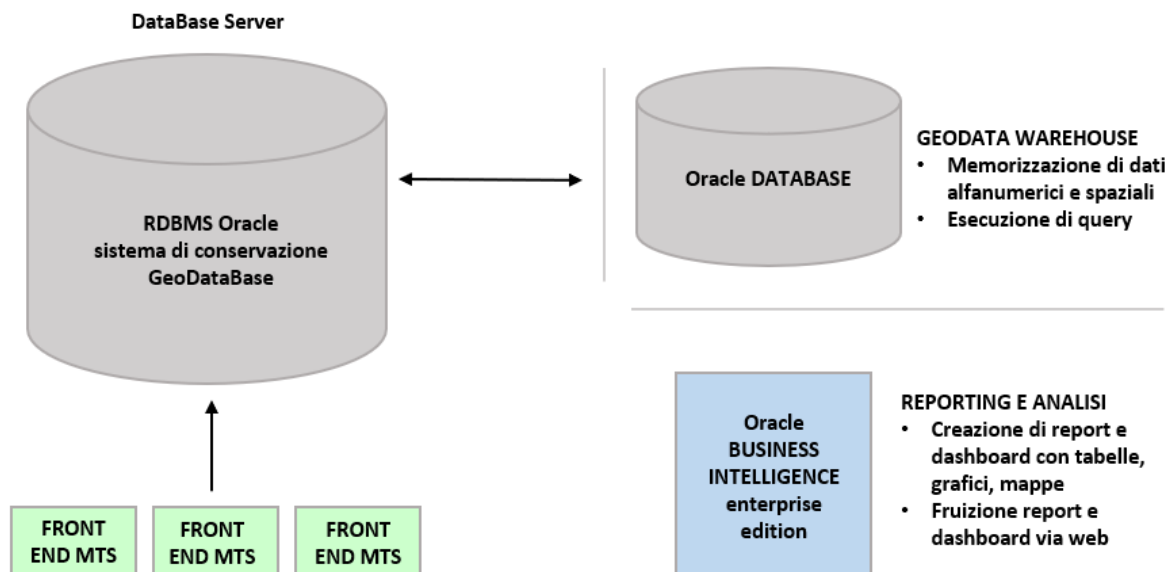 DataBase Server
RDBMS Oracle
sistema di conservazione
GeoDataBase
Oracle DATABASE
GEODATA WAREHOUSE
• Memorizzazione di dati
alfanumerici e spaziali
• Esecuzione di query
FRONT
END MTS
FRONT
END MTS
FRONT
END MTS
Oracle
BUSINESS
INTELLIGENCE
enterprise
edition
REPORTING E ANALISI
• Creazione di report e
dashboard con tabelle,
grafici, mappe
• Fruizione report e
dashboard via web